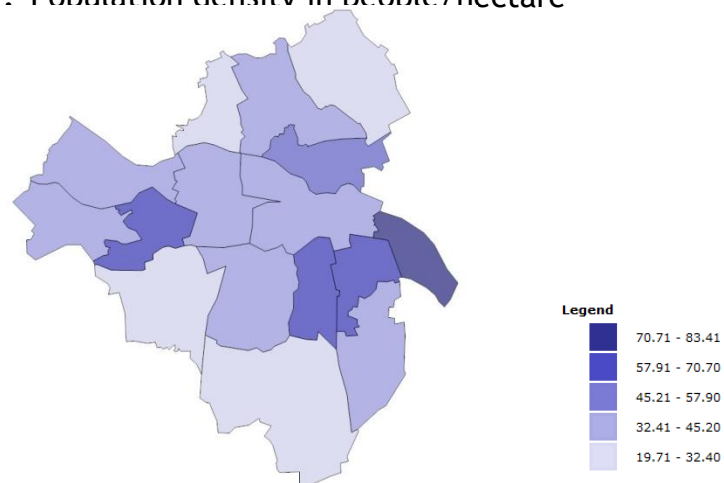 Population density in people/hectare
Legend
70.71 - 83.41
57.91 - 70.70
45.21 - 57.90
32.41 - 45.20
19.71 - 32.40